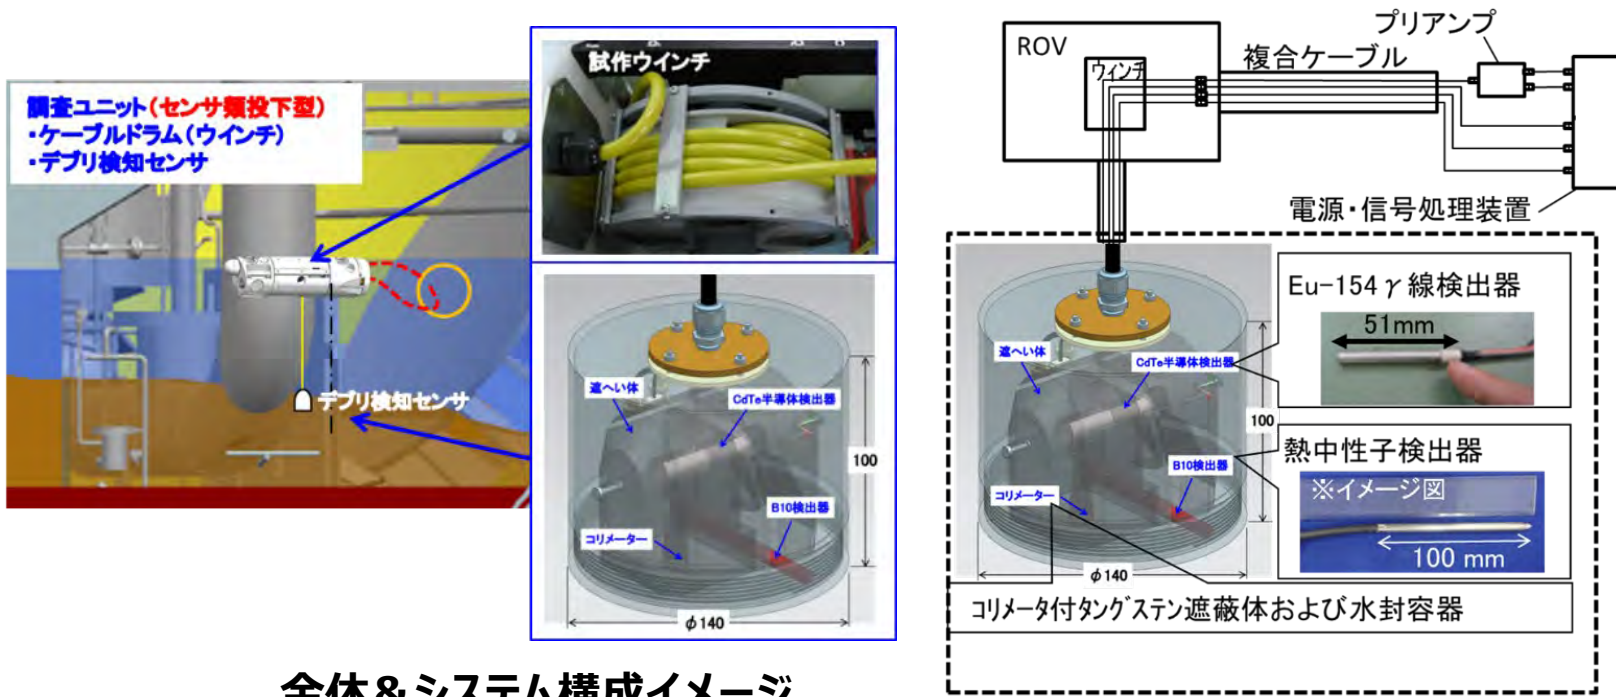 調査ユニット(センサ類投下型)
・ケーブルドラム(ウインチ)
・デブリ検知センサ
デブリ検知センサ
試作ウインチ
遮へい体
CdTe半導体検出器
B10検出器
コリメーター
100
φ140
ROV
ウィンチ
複合ケーブル
プリアンプ
電源・信号処理装置
遮へい体
CdTe半導体検出器
B10検出器
コリメーター
100
φ140
Eu-154γ線検出器
51mm
熱中性子検出器
※イメージ図
100 mm
コリメータ付タングステン遮蔽体および水封容器
全体&システム構成イメージ